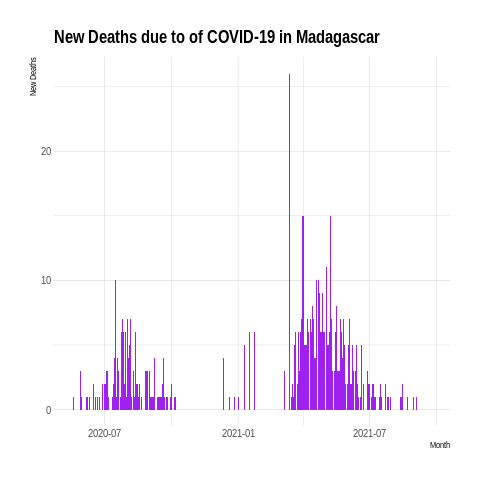 New Deaths due to of COVID-19 in Madagascar
New Deaths
20
10
0
2020-07
2021-01
2021-07
Month